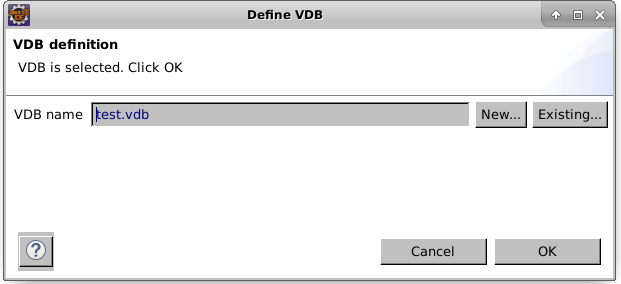 Define VDB
VDB definition
VDB is selected. Click OK
VDB name test.vdb New... Existing...
? Cancel OK